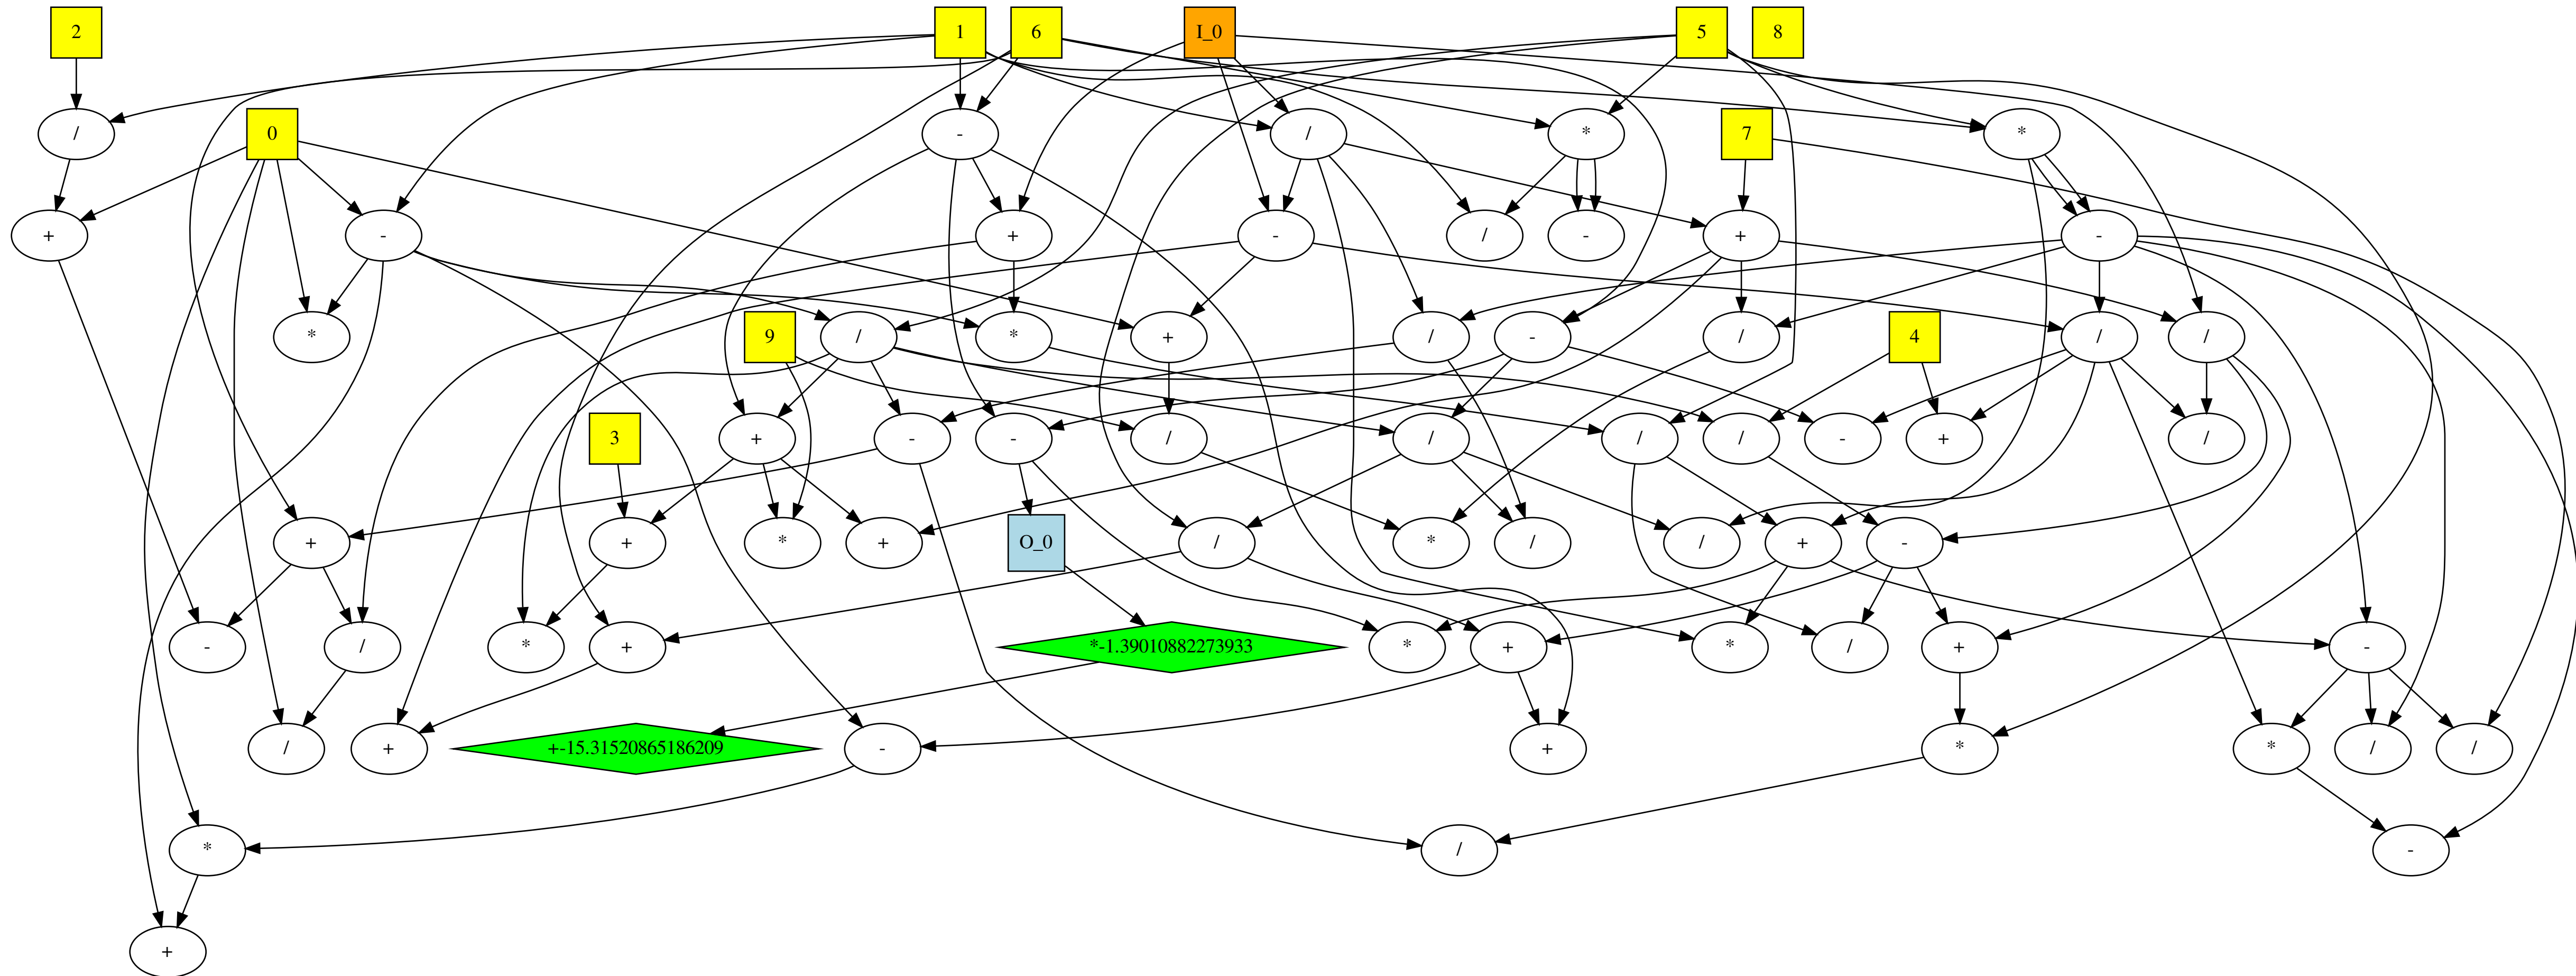 2 1 6 I_0 5 8
/ 0 - / * 7 *
+ - + - / - + -
* 9 / * + / - / 4 / /
3 + - - / / / / - + /
+ + * + / O_0 * / / + -
- / * + *-1.39010882273933 * + * / + -
/ + +-15.31520865186209 - + * * / /
* / -
+